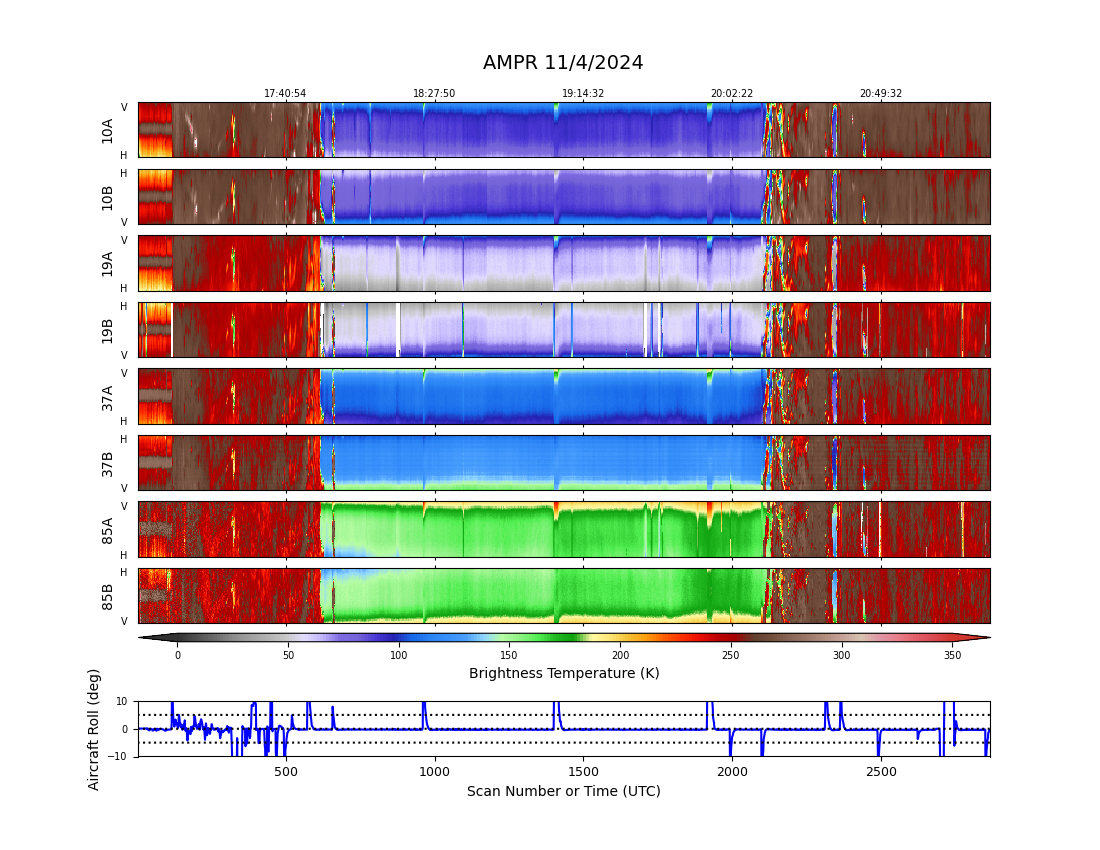 AMPR 11/4/2024
17:40:54 18:27:50 19:14:32 20:02:22 20:49:32
10A V H
10B H V
19A V H
19B H V
37A V H
37B H V
85A V H
85B H V
0 50 100 150 200 250 300 350
Brightness Temperature (K)
Aircraft Roll (deg)
10
0
−10
500 1000 1500 2000 2500
Scan Number or Time (UTC)